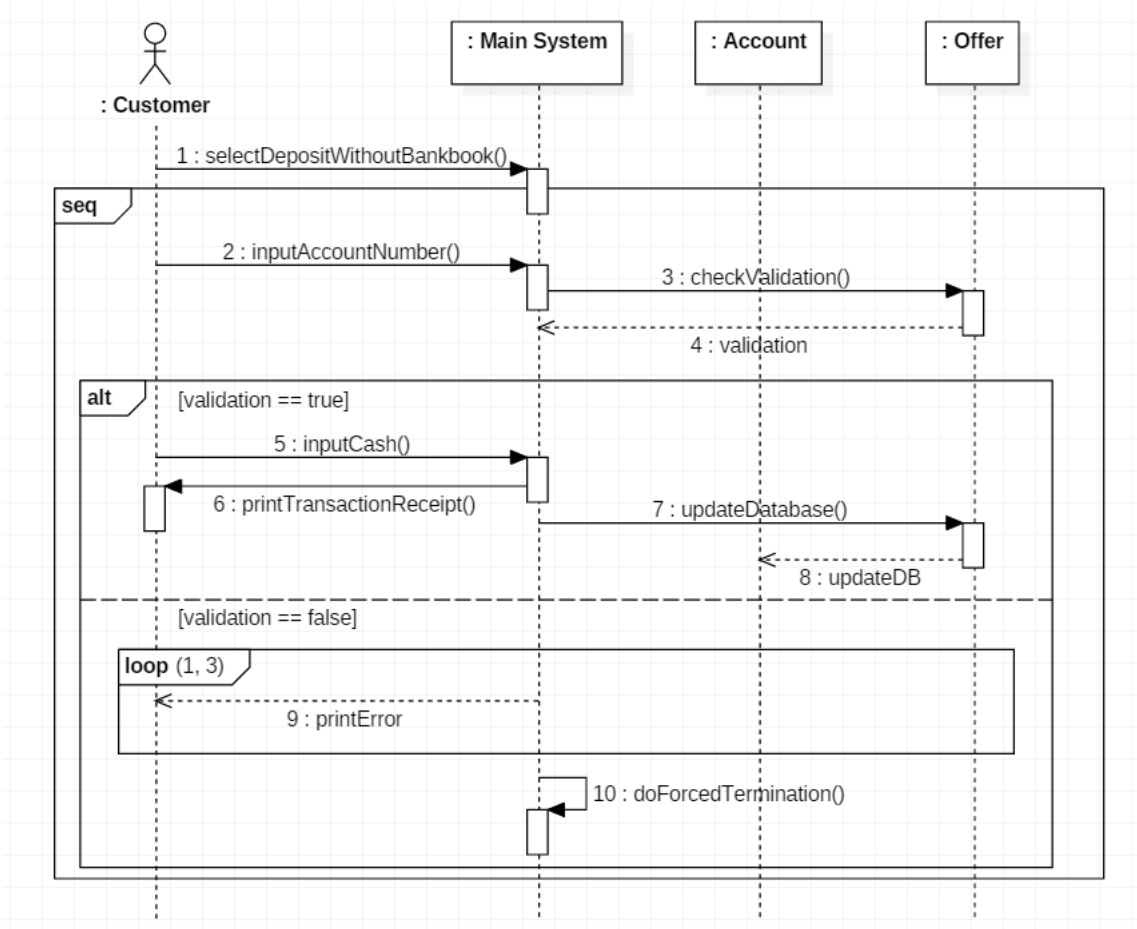 : Main System
: Account
: Offer
: Customer
1 : selectDepositWithoutBankbook()
seq
2 : inputAccountNumber()
3 : checkValidation()
4 : validation
alt
[validation == true]
5 : inputCash()
6 : printTransactionReceipt()
7 : updateDatabase()
8 : updateDB
[validation == false]
loop (1, 3)
9 : printError
10 : doForcedTermination()